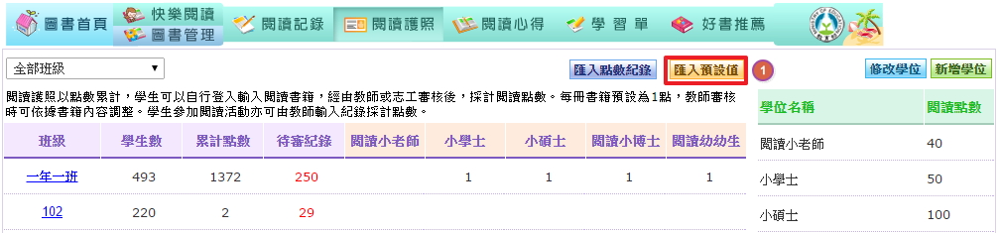 圖書首頁 快樂閱讀 圖書管理 閱讀記錄 閱讀護照 閱讀心得 學習單 好書推薦
全部班級 匯入點數紀錄 匯入預設值 1 修改學位 新增學位
閱讀護照以點數累計，學生可以自行登入輸入閱讀書籍，經由教師或志工審核後，採計閱讀點數。每冊書籍預設為1點，教師審核
時可依據書籍內容調整。學生參加閱讀活動亦可由教師輸入紀錄採計點數。
班級 學生數 累計點數 待審紀錄 閱讀小老師 小學士 小碩士 閱讀小博士 閱讀幼幼生
一年一班 493 1372 250 1 1 1 1
102 220 2 29
學位名稱 閱讀點數
閱讀小老師 40
小學士 50
小碩士 100